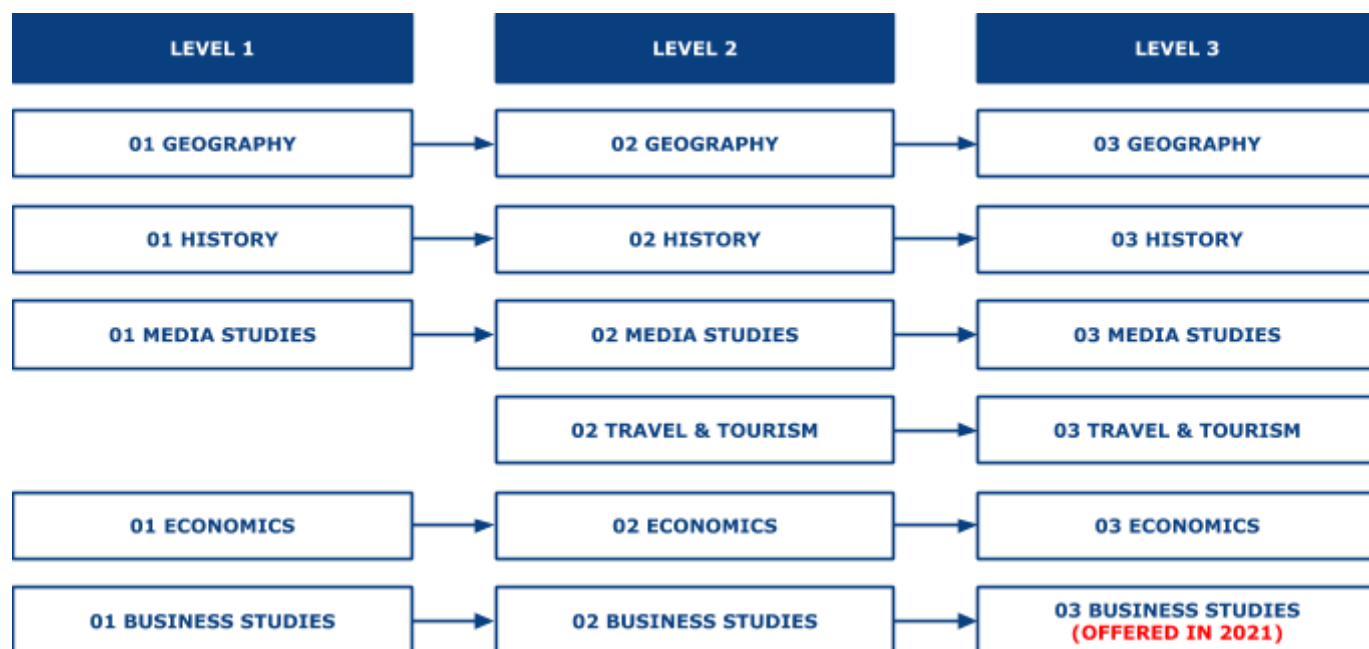 LEVEL 1
LEVEL 2
LEVEL 3
01 GEOGRAPHY
02 GEOGRAPHY
03 GEOGRAPHY
01 HISTORY
02 HISTORY
03 HISTORY
01 MEDIA STUDIES
02 MEDIA STUDIES
03 MEDIA STUDIES
02 TRAVEL & TOURISM
03 TRAVEL & TOURISM
01 ECONOMICS
02 ECONOMICS
03 ECONOMICS
01 BUSINESS STUDIES
02 BUSINESS STUDIES
03 BUSINESS STUDIES
(OFFERED IN 2021)